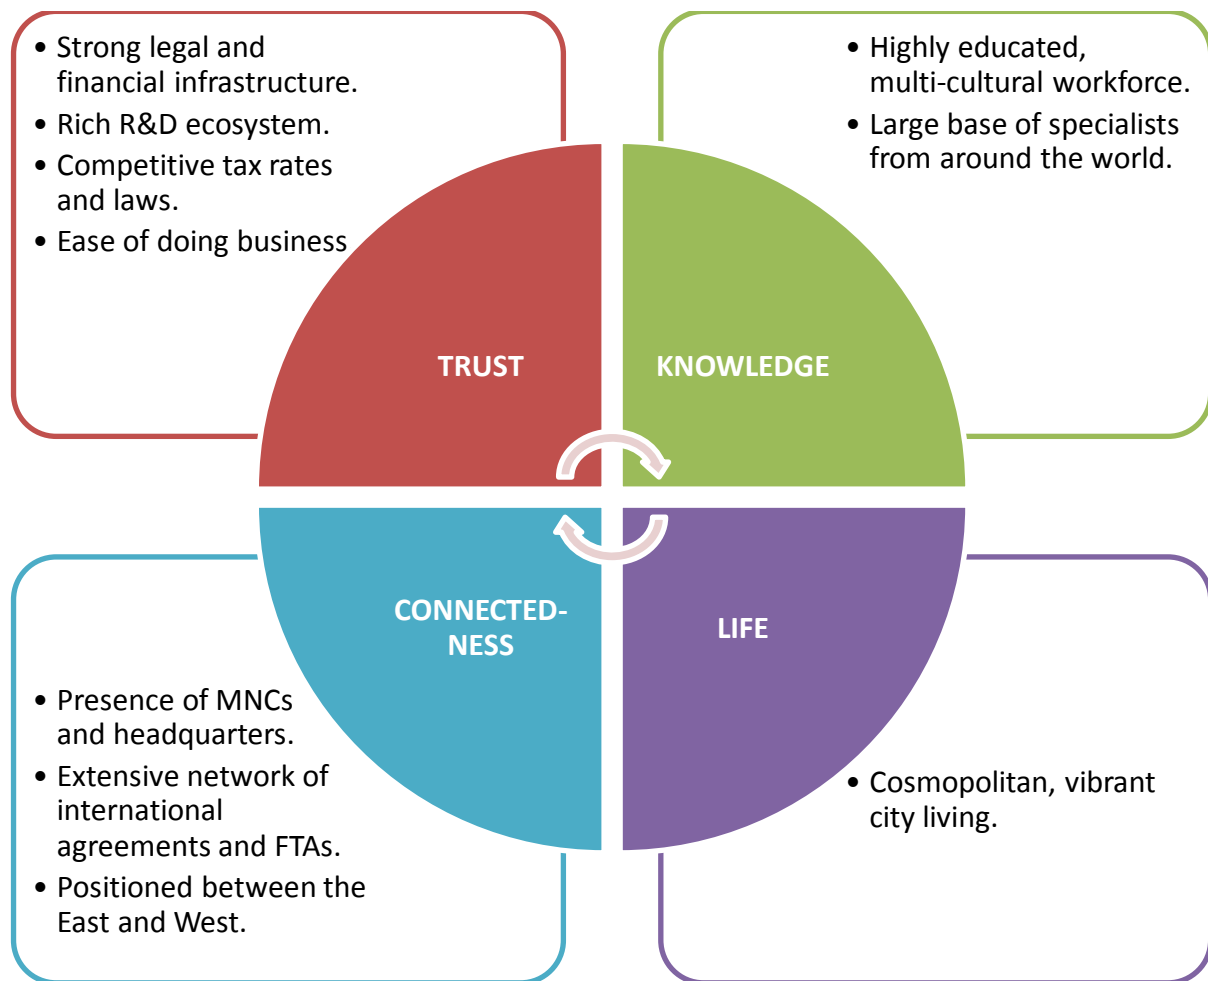 • Strong legal and
financial infrastructure.
• Rich R&D ecosystem.
• Competitive tax rates
and laws.
• Ease of doing business
• Highly educated,
multi-cultural workforce.
• Large base of specialists
from around the world.
TRUST
KNOWLEDGE
CONNECTED-
NESS
LIFE
• Presence of MNCs
and headquarters.
• Extensive network of
international
agreements and FTAs.
• Positioned between the
East and West.
• Cosmopolitan, vibrant
city living.